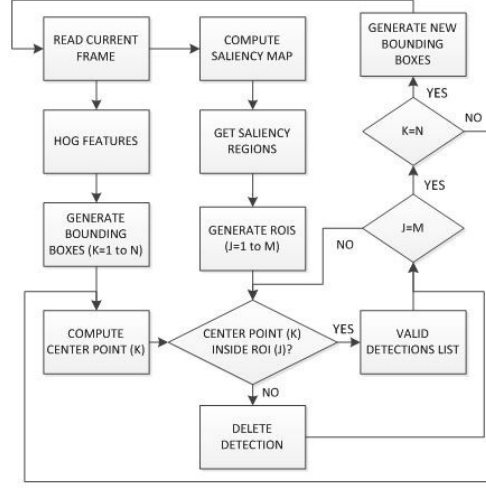 READ CURRENT
FRAME
COMPUTE
SALIENCY MAP
GENERATE NEW
BOUNDING
BOXES
YES
HOG FEATURES
GET SALIENCY
REGIONS
K=N
NO
YES
GENERATE
BOUNDING
BOXES (K=1 to N)
GENERATE ROIS
(J=1 to M)
J=M
NO
COMPUTE
CENTER POINT (K)
CENTER POINT (K)
INSIDE ROI (J)?
YES
VALID
DETECTIONS LIST
NO
DELETE
DETECTION